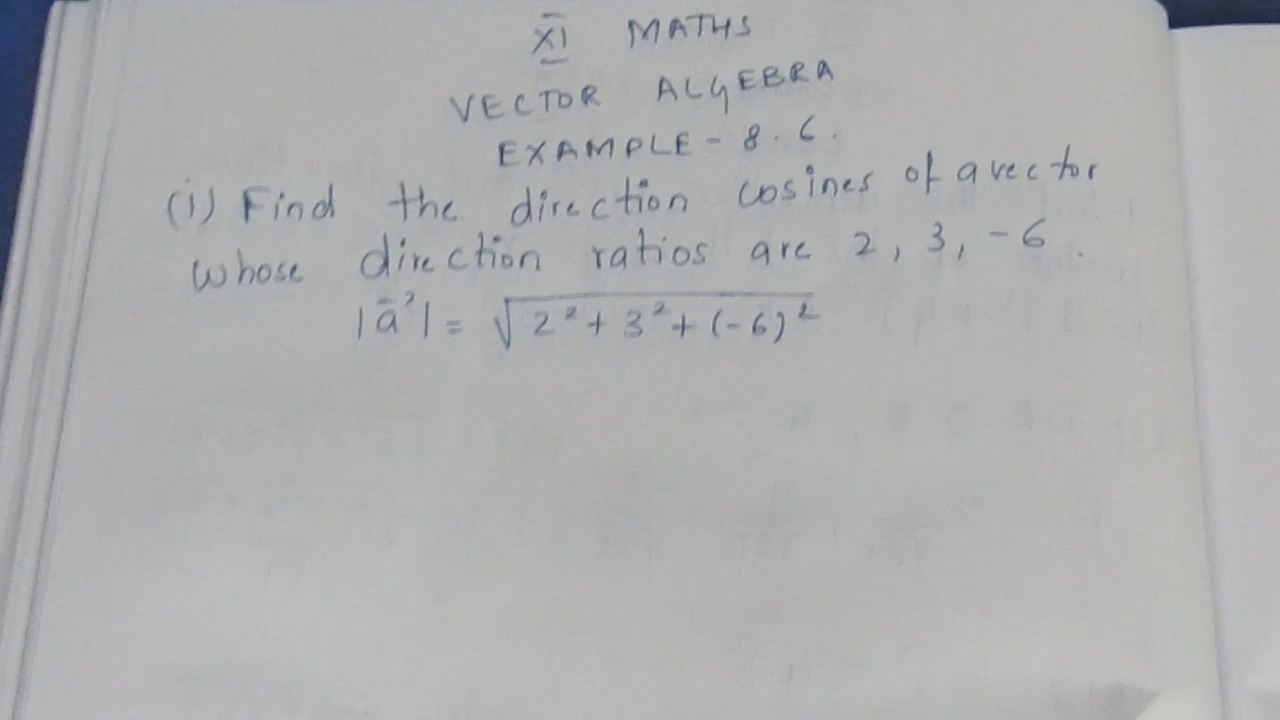 XI MATHS
VECTOR ALGEBRA
EXAMPLE - 8.6.
(i) Find the direction cosines of a vector
whose direction ratios are 2, 3, -6.
|a⃗| = √(2² + 3² + (-6)²)